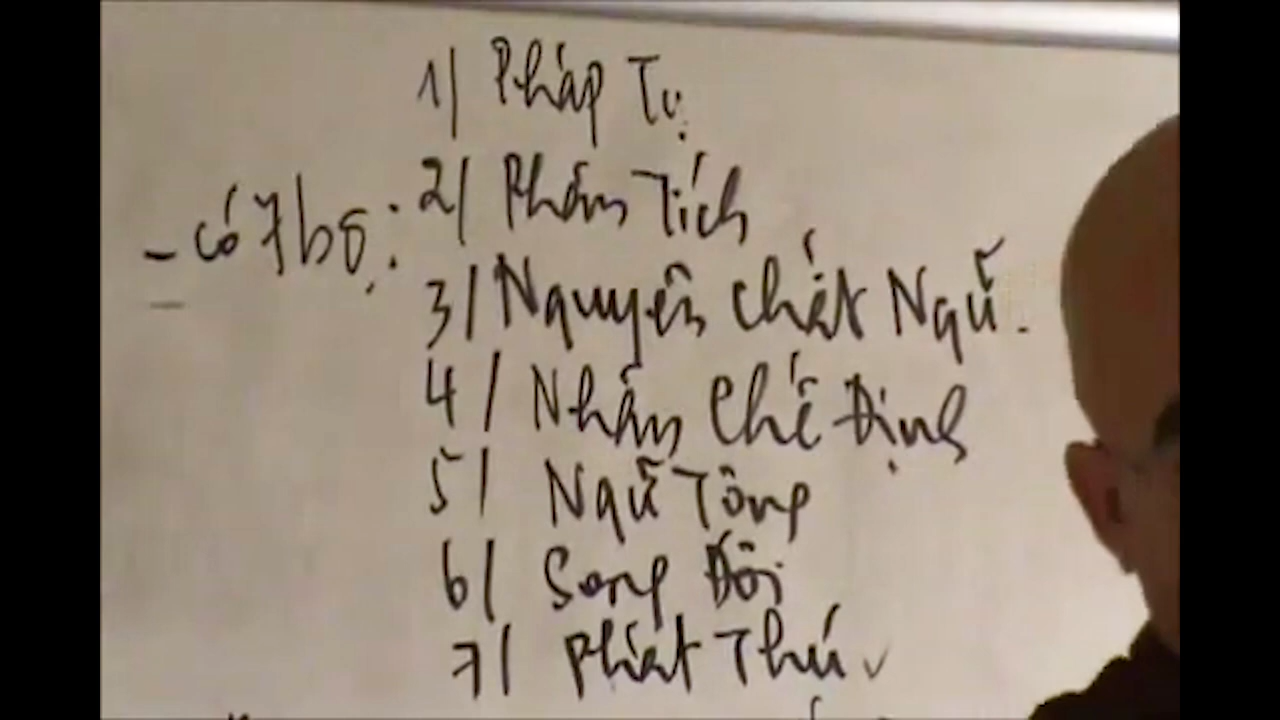 1/ Pháp Tụ
- có 7 bộ: 2/ Phân Tích
3/ Nguyên Chất Ngữ.
4/ Nhân Chế Định
5/ Ngữ Tông
6/ Song Đối
7/ Phát Thú